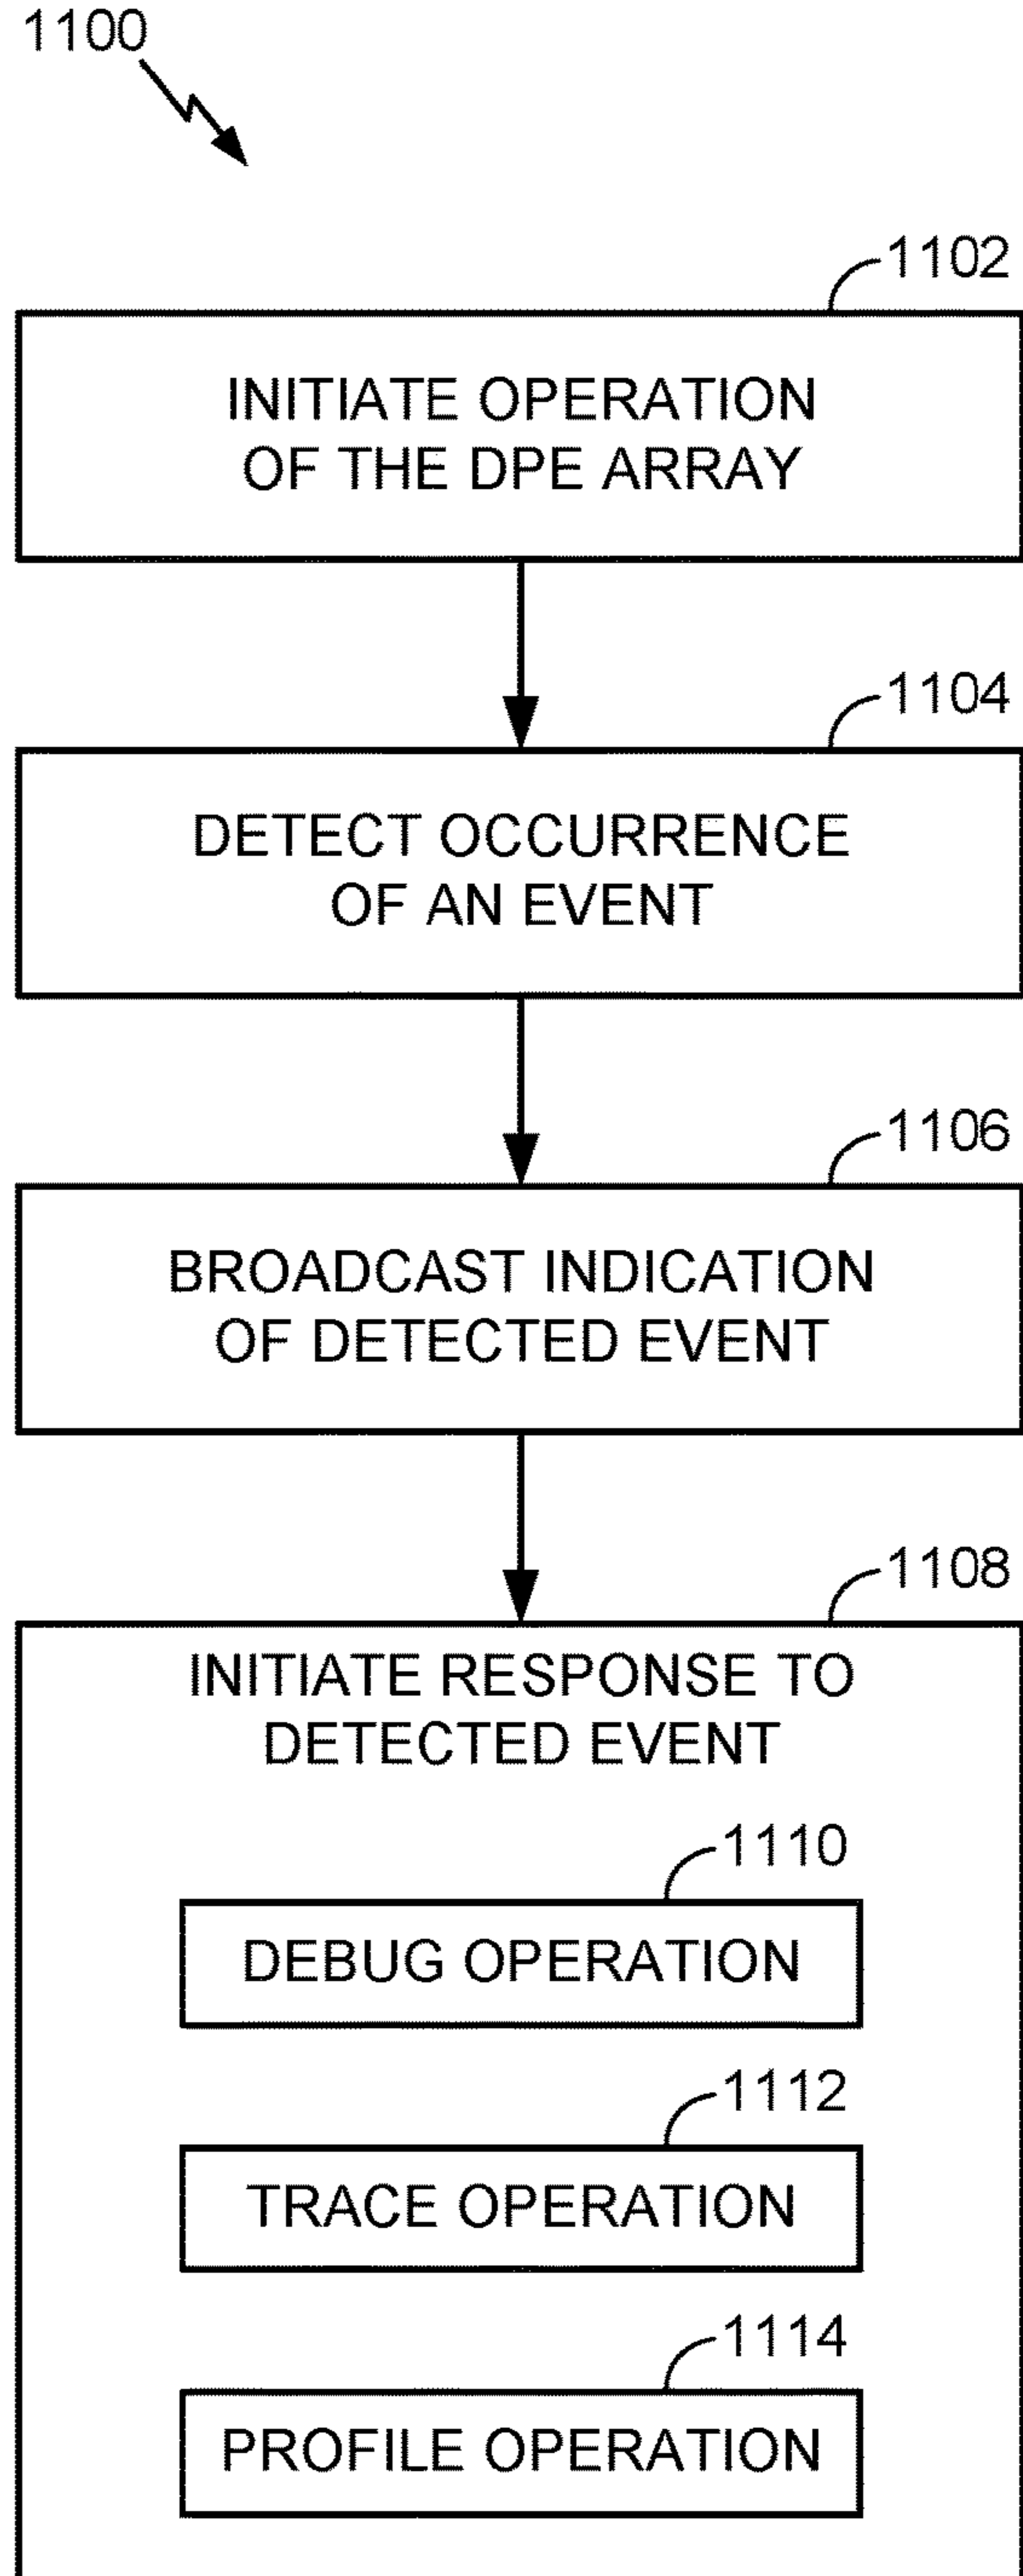 1100
1102
INITIATE OPERATION
OF THE DPE ARRAY
1104
DETECT OCCURRENCE
OF AN EVENT
1106
BROADCAST INDICATION
OF DETECTED EVENT
1108
INITIATE RESPONSE TO
DETECTED EVENT
1110
DEBUG OPERATION
1112
TRACE OPERATION
1114
PROFILE OPERATION